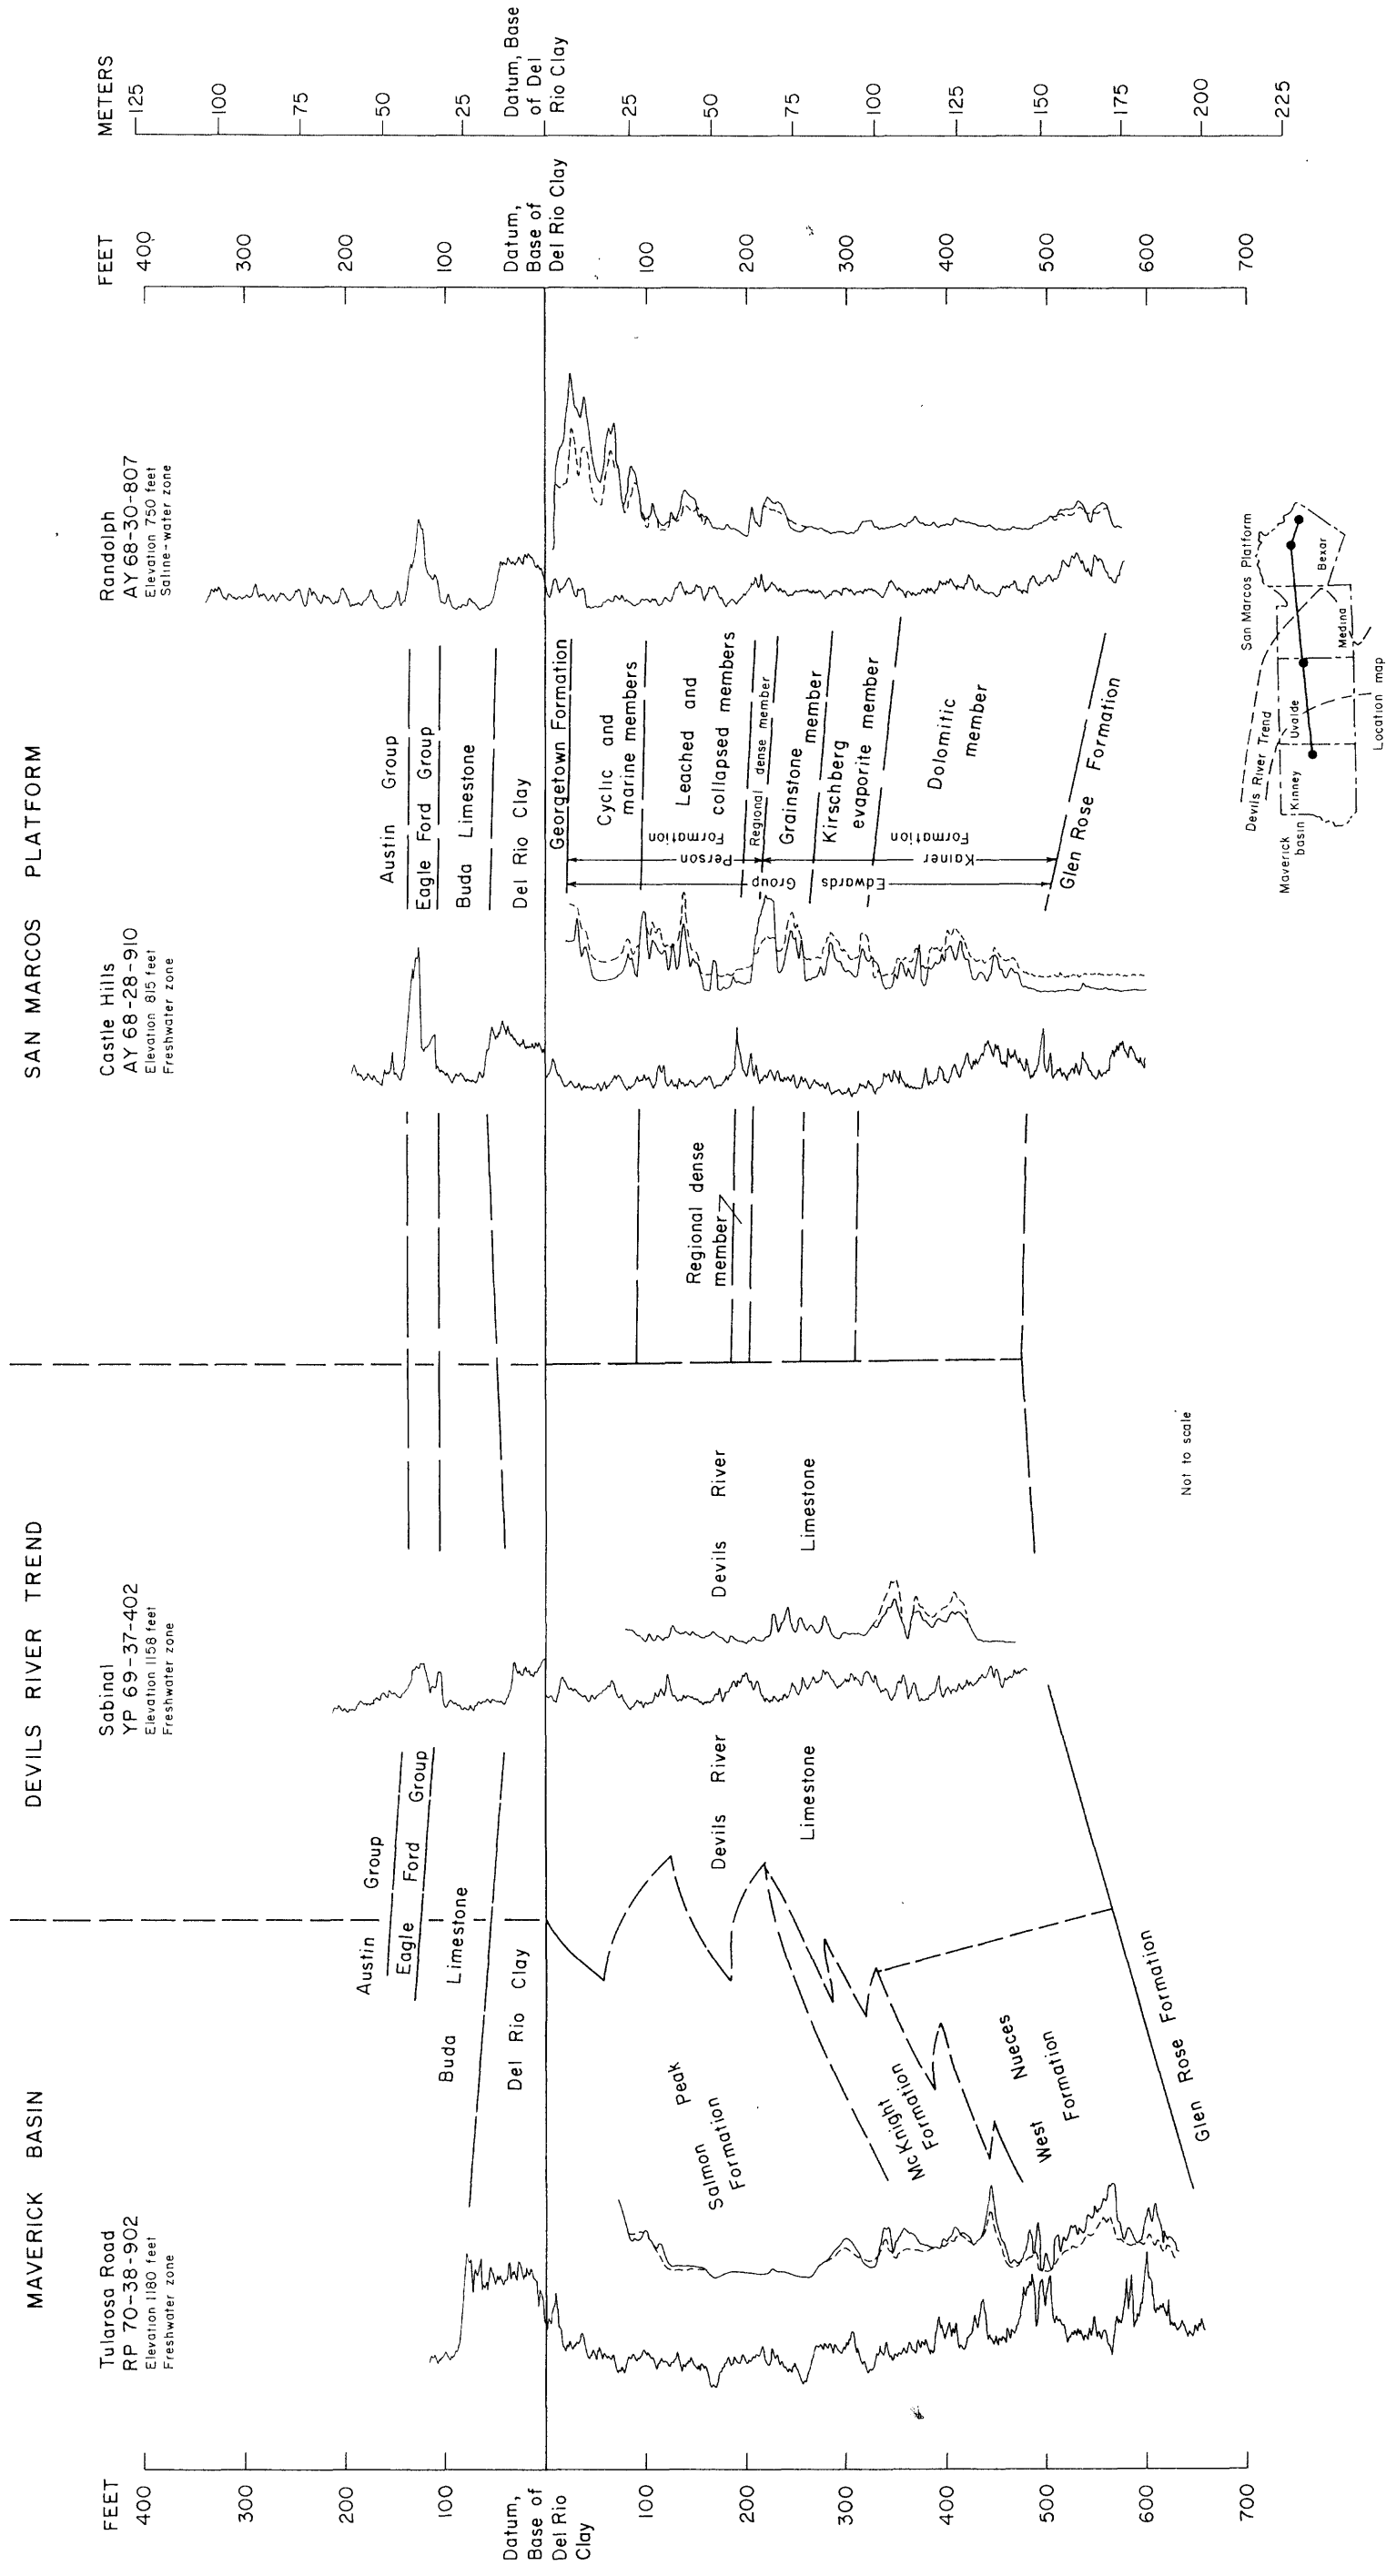 MAVERICK BASIN
DEVILS RIVER TREND
SAN MARCOS PLATFORM
FEET
400
300
200
100
Datum,
Base of
Del Rio
Clay
100
200
300
400
500
600
700
Tularosa Road
RP 70-38-902
Elevation 1180 feet
Freshwater zone
Sabinal
YP 69-37-402
Elevation 1158 feet
Freshwater zone
Castle Hills
AY 68-28-910
Elevation 815 feet
Freshwater zone
Randolph
AY 68-30-807
Elevation 750 feet
Saline-water zone
Austin Group
Eagle Ford Group
Buda Limestone
Del Rio Clay
Salmon Peak
Formation
McKnight
Formation
West Nueces
Formation
Glen Rose Formation
Devils River
Limestone
Devils River
Limestone
Regional dense
member
Austin Group
Eagle Ford Group
Buda Limestone
Del Rio Clay
Georgetown Formation
Cyclic and
marine members
Leached and
collapsed members
Regional dense member
Grainstone member
Kirschberg
evaporite member
Dolomitic
member
Glen Rose Formation
Edwards Group
Person Formation
Kainer Formation
FEET
400
300
200
100
Datum,
Base of
Del Rio Clay
100
200
300
400
500
600
700
METERS
125
100
75
50
25
Datum, Base
of Del
Rio Clay
25
50
75
100
125
150
175
200
225
Not to scale
Devils River Trend
San Marcos Platform
Maverick
basin
Kinney
Uvalde
Medina
Bexar
Location map